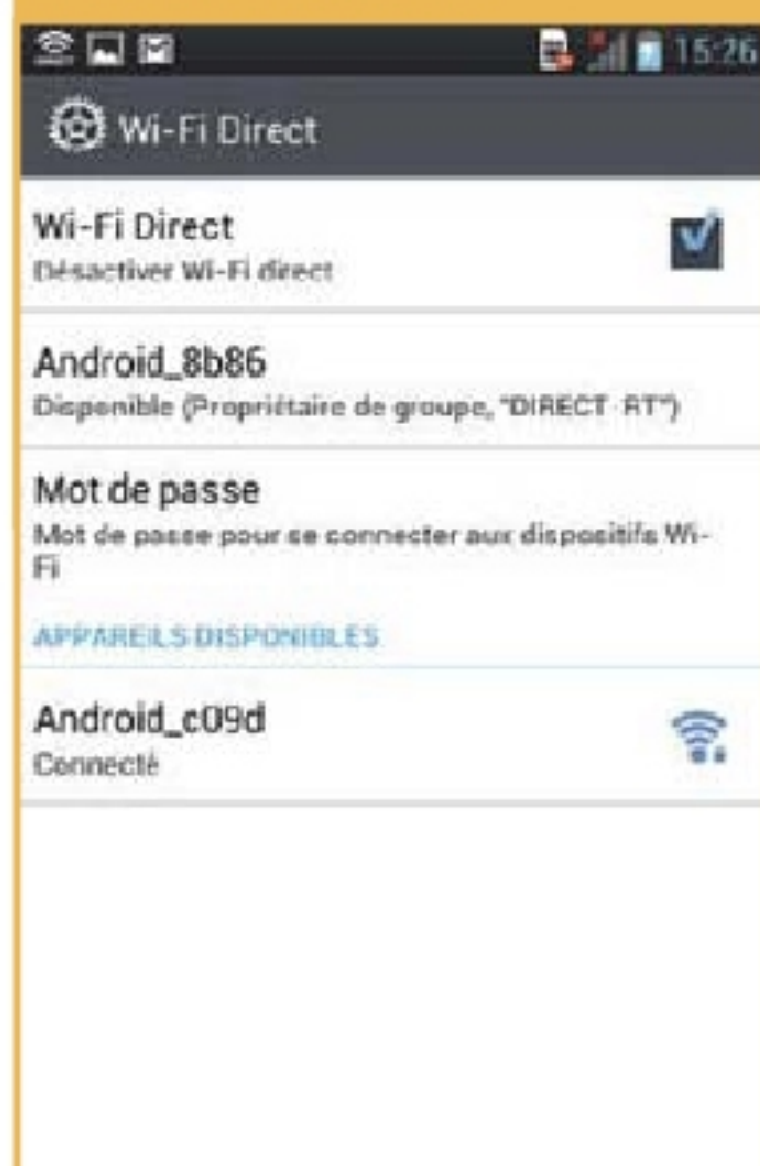 15:26
Wi-Fi Direct
Wi-Fi Direct
Désactiver Wi-Fi direct
Android_8b86
Disponible (Propriétaire de groupe, "DIRECT-RT")
Mot de passe
Mot de passe pour se connecter aux dispositifs Wi-
Fi
APPAREILS DISPONIBLES
Android_c09d
Connecté